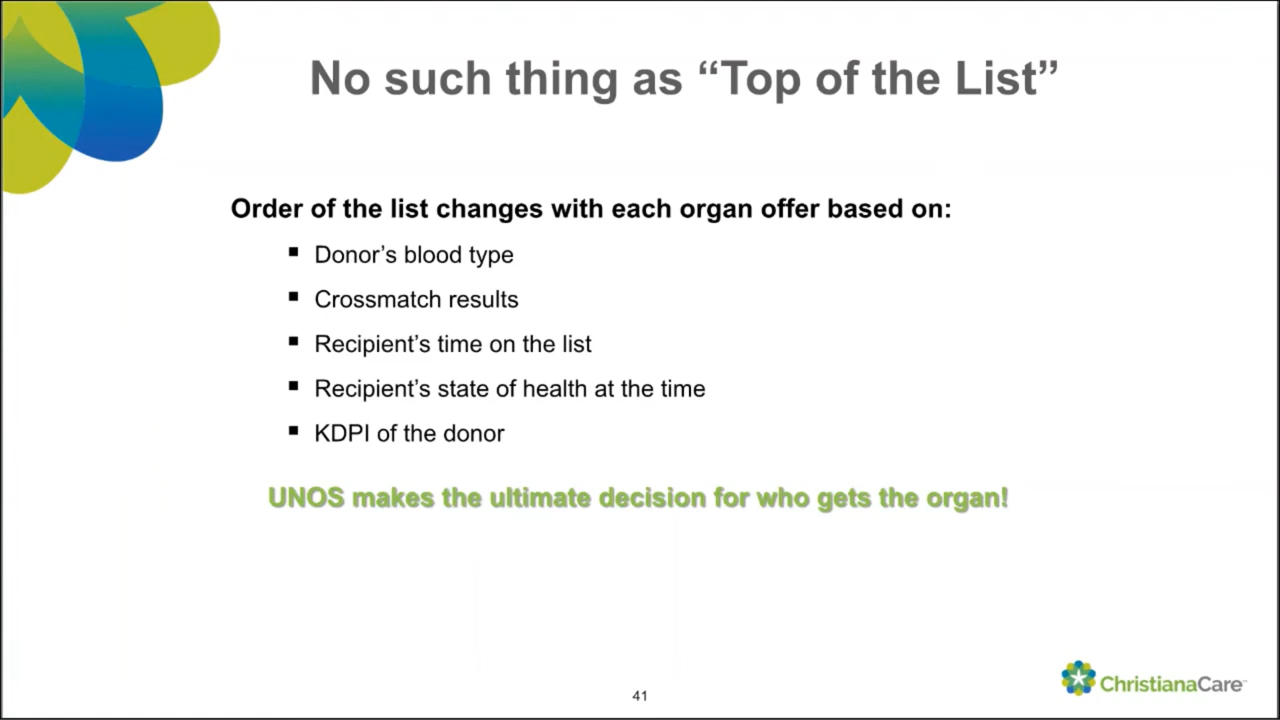 No such thing as “Top of the List”
Order of the list changes with each organ offer based on:
▪ Donor’s blood type
▪ Crossmatch results
▪ Recipient’s time on the list
▪ Recipient’s state of health at the time
▪ KDPI of the donor
UNOS makes the ultimate decision for who gets the organ!
ChristianaCare™
41